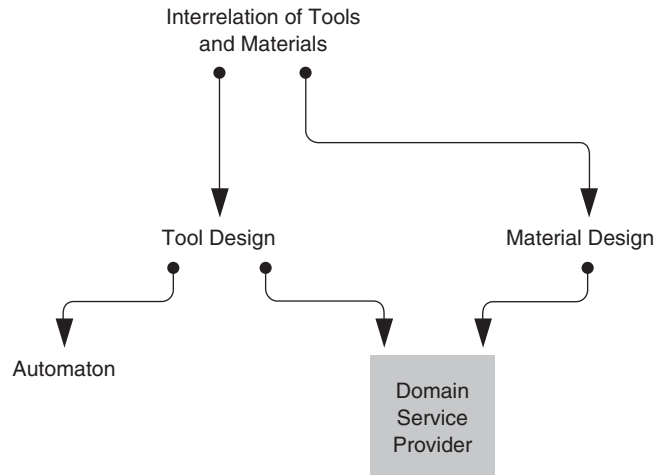 Interrelation of Tools
and Materials
Tool Design
Material Design
Automaton
Domain
Service
Provider